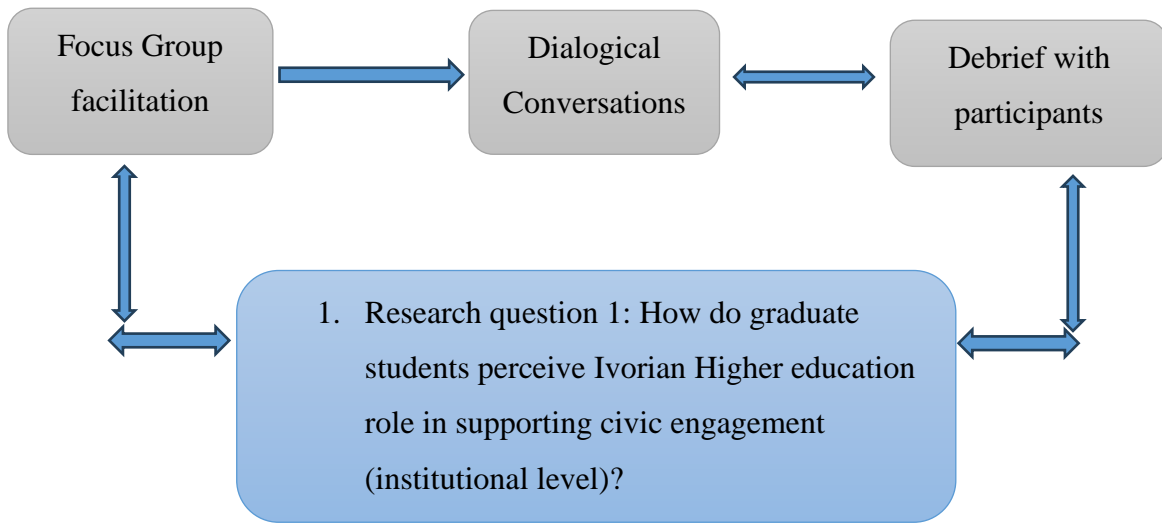 Focus Group
facilitation
Dialogical
Conversations
Debrief with
participants
1. Research question 1: How do graduate
students perceive Ivorian Higher education
role in supporting civic engagement
(institutional level)?